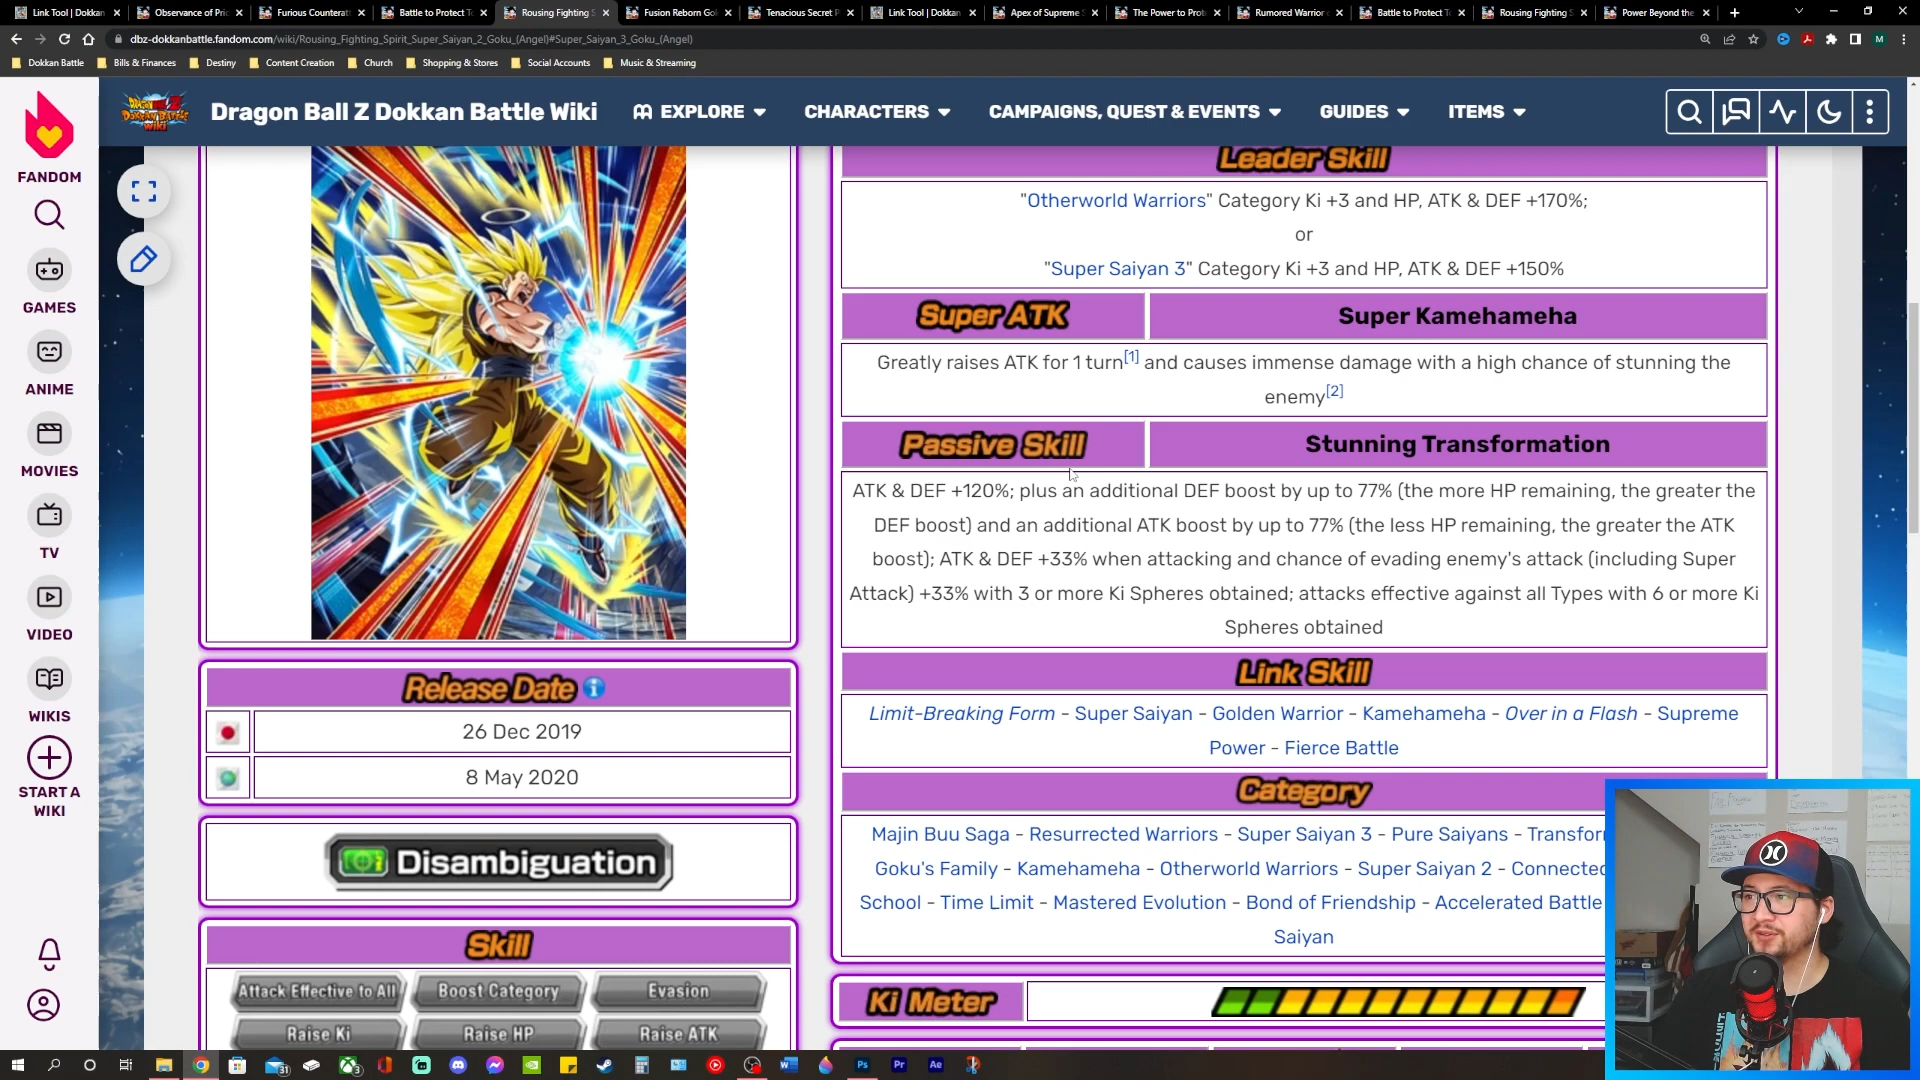 Link Tool | Dokkan
Observance of Pri
Furious Counteratt
Battle to Protect T
Rousing Fighting S
Fusion Reborn Go
Tenacious Secret P
Link Tool | Dokkan
Apex of Supreme S
The Power to Prot
Rumored Warrior
Battle to Protect T
Rousing Fighting S
Power Beyond the
dbz-dokkanbattle.fandom.com/wiki/Rousing_Fighting_Spirit_Super_Saiyan_2_Goku_(Angel)#Super_Saiyan_3_Goku_(Angel)
M
Dokkan Battle
Bills & Finances
Destiny
Content Creation
Church
Shopping & Stores
Social Accounts
Music & Streaming
FANDOM
GAMES
ANIME
MOVIES
TV
VIDEO
WIKIS
START A
WIKI
DRAGON BALL Z DOKKAN BATTLE WIKI
Dragon Ball Z Dokkan Battle Wiki
EXPLORE
CHARACTERS
CAMPAIGNS, QUEST & EVENTS
GUIDES
ITEMS
Release Date
26 Dec 2019
8 May 2020
Disambiguation
Skill
Attack Effective to All
Boost Category
Evasion
Raise Ki
Raise HP
Raise ATK
Leader Skill
"Otherworld Warriors" Category Ki +3 and HP, ATK & DEF +170%;
or
"Super Saiyan 3" Category Ki +3 and HP, ATK & DEF +150%
Super ATK
Super Kamehameha
Greatly raises ATK for 1 turn[1] and causes immense damage with a high chance of stunning the
enemy[2]
Passive Skill
Stunning Transformation
ATK & DEF +120%; plus an additional DEF boost by up to 77% (the more HP remaining, the greater the
DEF boost) and an additional ATK boost by up to 77% (the less HP remaining, the greater the ATK
boost); ATK & DEF +33% when attacking and chance of evading enemy's attack (including Super
Attack) +33% with 3 or more Ki Spheres obtained; attacks effective against all Types with 6 or more Ki
Spheres obtained
Link Skill
Limit-Breaking Form - Super Saiyan - Golden Warrior - Kamehameha - Over in a Flash - Supreme
Power - Fierce Battle
Category
Majin Buu Saga - Resurrected Warriors - Super Saiyan 3 - Pure Saiyans - Transfor
Goku's Family - Kamehameha - Otherworld Warriors - Super Saiyan 2 - Connected
School - Time Limit - Mastered Evolution - Bond of Friendship - Accelerated Battle
Saiyan
Ki Meter
31
3
Ps
Pr
Ae